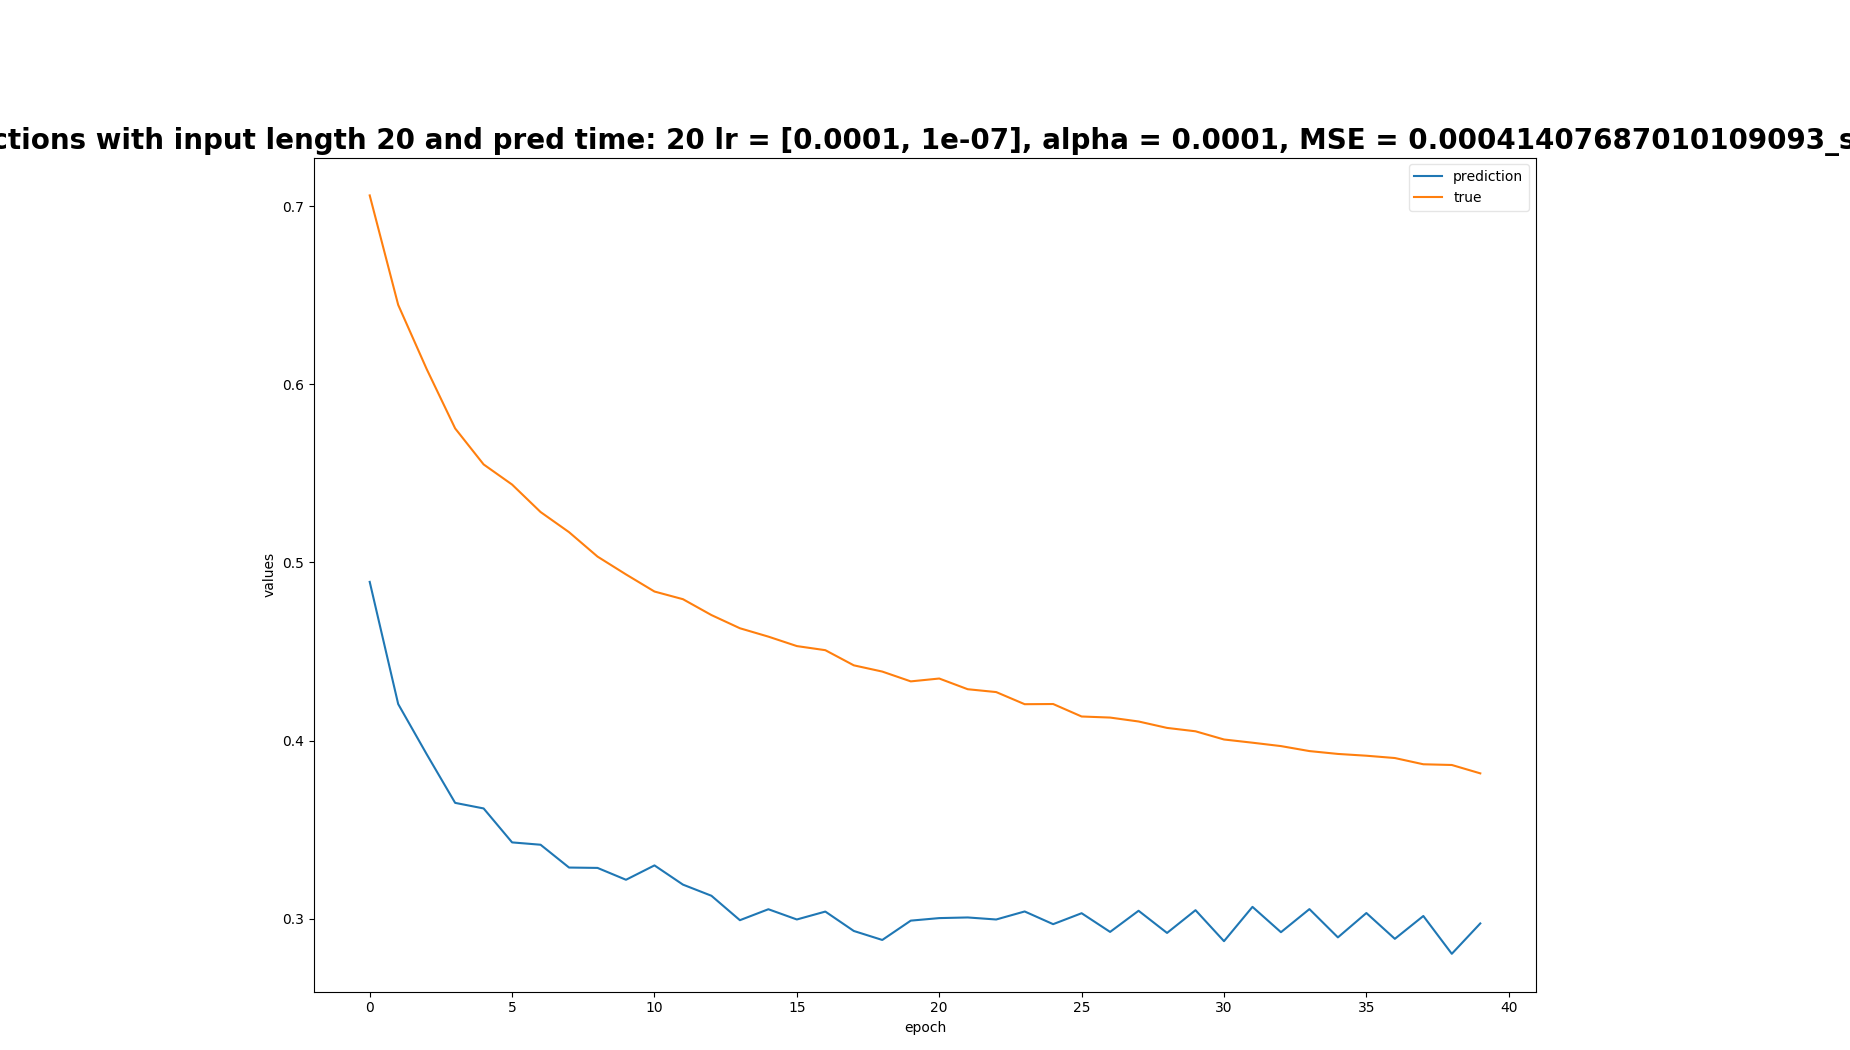 with input length 20 and pred time: 20 lr = [0.0001, 1e-07], alpha = 0.0001, MSE = 0.00041407687010109093_s
prediction
true
0.7
0.6
0.5
0.4
0.3
values
0 5 10 15 20 25 30 35 40
epoch